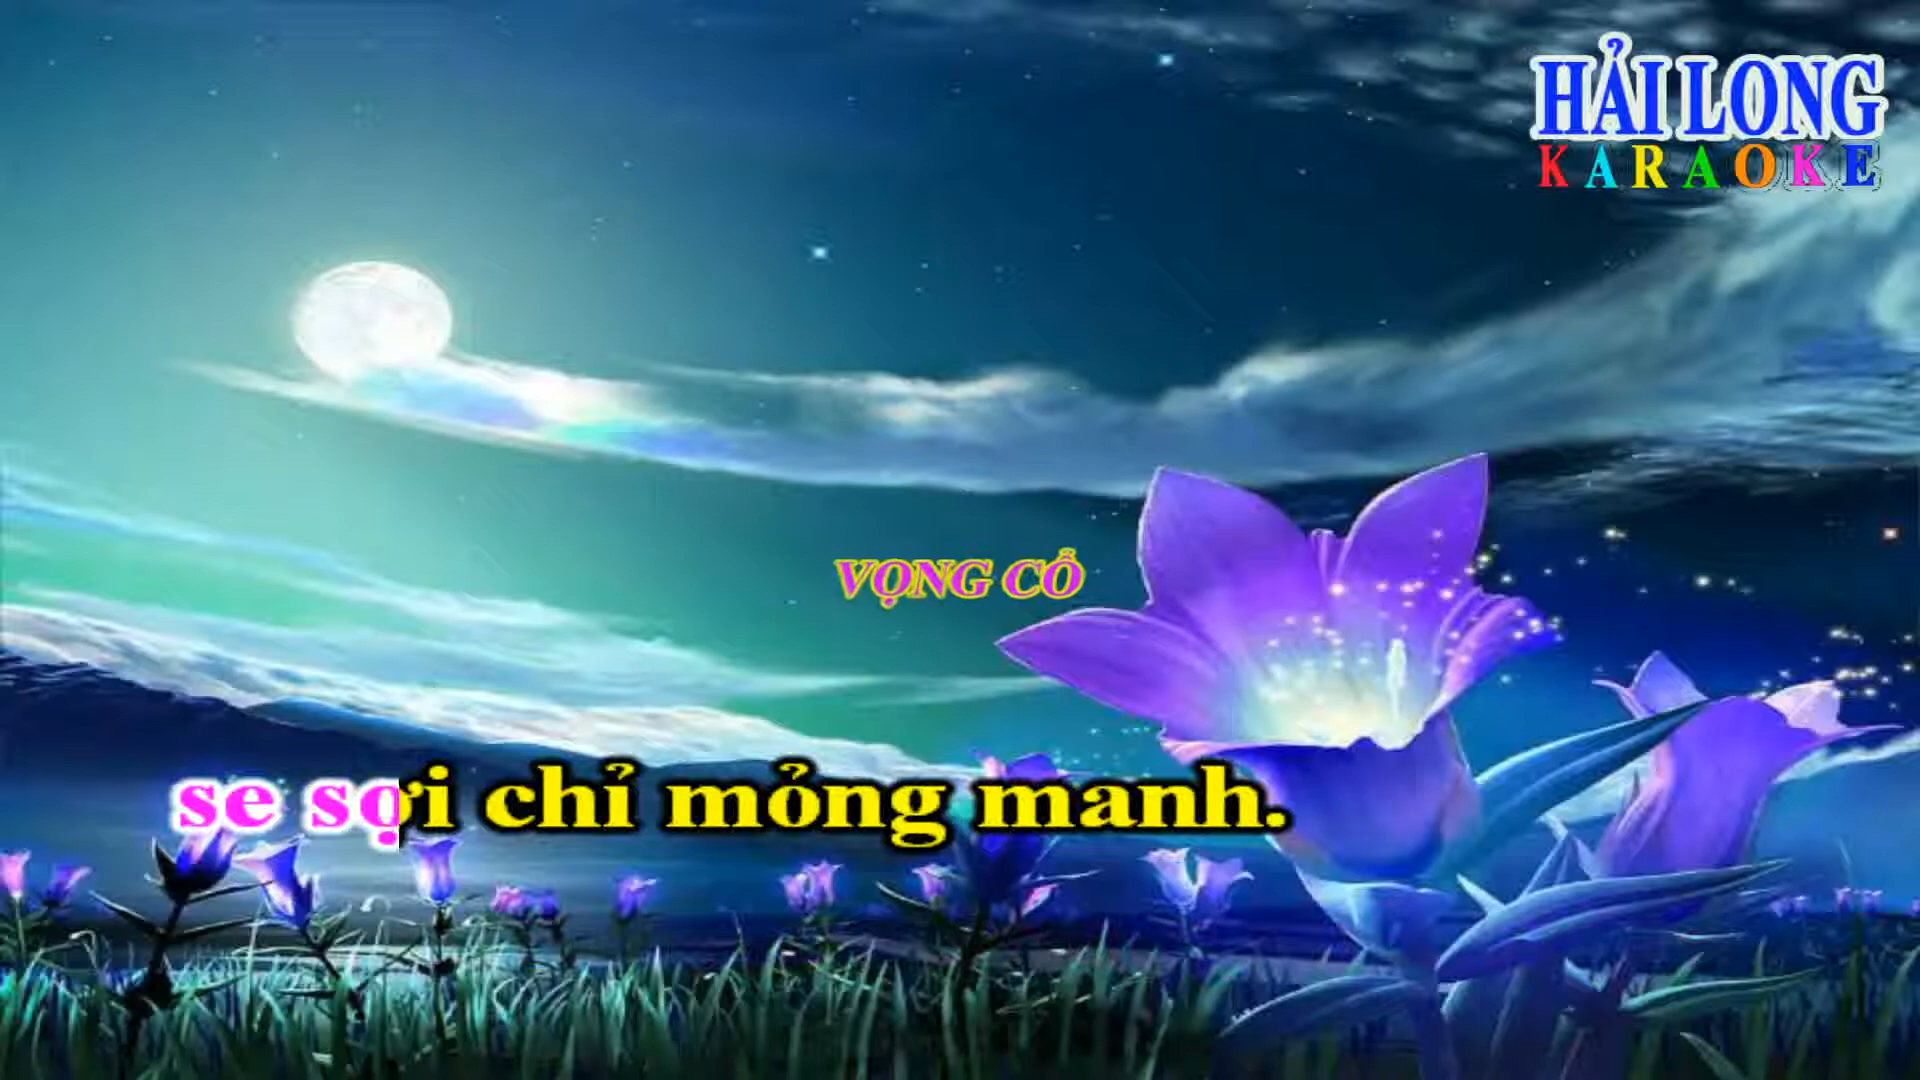 HẢI LONG
KARAOKE
VỌNG CỔ
se sợi chỉ mỏng manh.